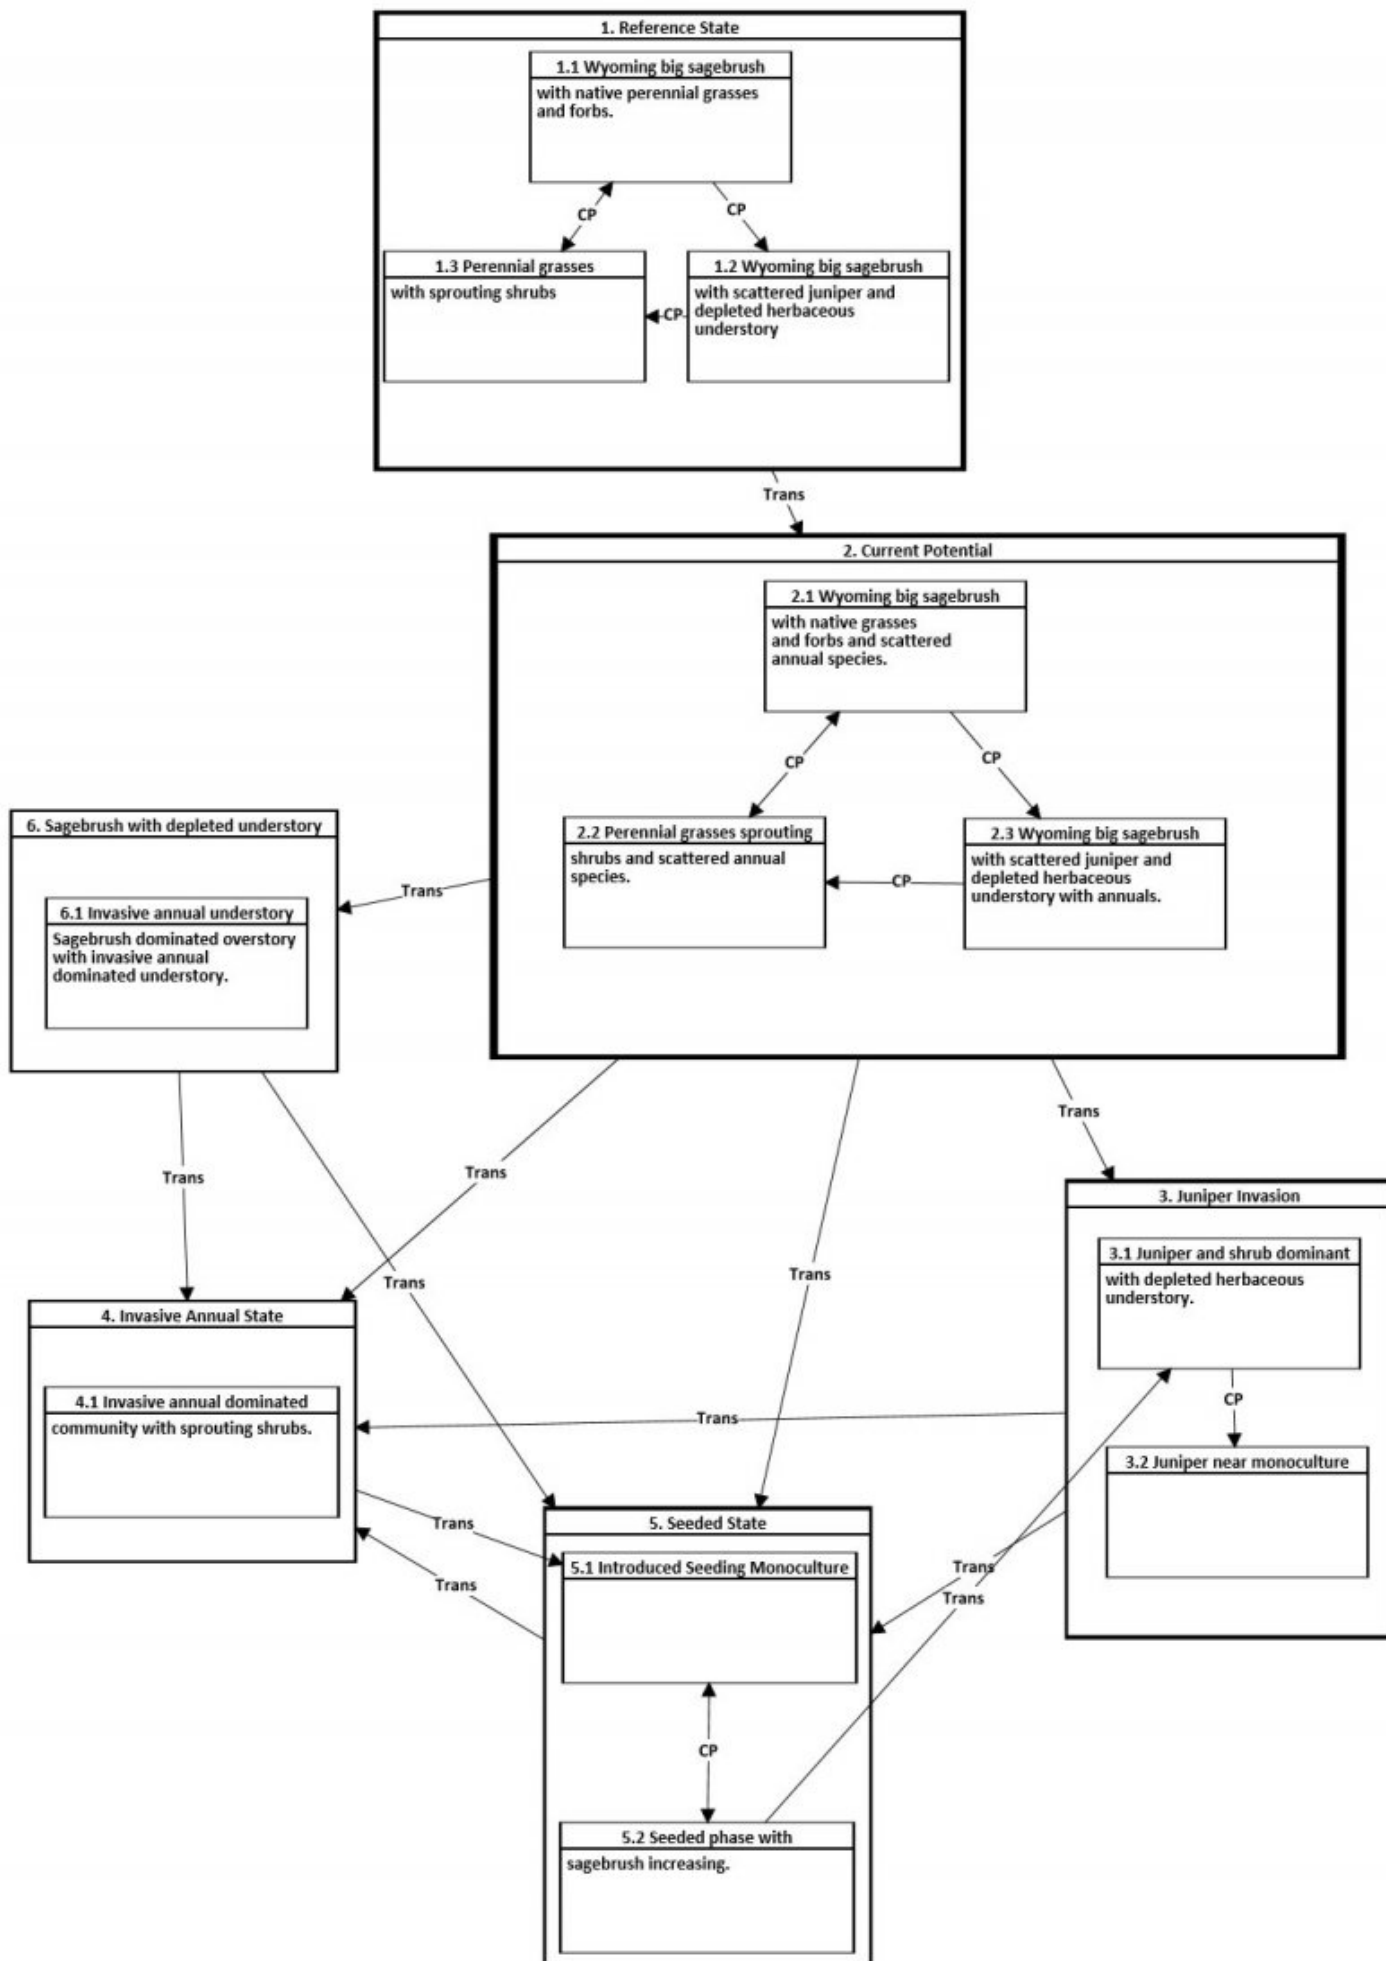 1. Reference State
1.1 Wyoming big sagebrush
with native perennial grasses
and forbs.
CP
CP
1.3 Perennial grasses
with sprouting shrubs
CP
1.2 Wyoming big sagebrush
with scattered juniper and
depleted herbaceous
understory
Trans
2. Current Potential
2.1 Wyoming big sagebrush
with native grasses
and forbs and scattered
annual species.
CP
CP
2.2 Perennial grasses sprouting
shrubs and scattered annual
species.
CP
2.3 Wyoming big sagebrush
with scattered juniper and
depleted herbaceous
understory with annuals.
6. Sagebrush with depleted understory
6.1 Invasive annual understory
Sagebrush dominated overstory
with invasive annual
dominated understory.
Trans
Trans
Trans
Trans
Trans
Trans
3. Juniper Invasion
3.1 Juniper and shrub dominant
with depleted herbaceous
understory.
CP
3.2 Juniper near monoculture
4. Invasive Annual State
4.1 Invasive annual dominated
community with sprouting shrubs.
Trans
Trans
Trans
Trans
Trans
5. Seeded State
5.1 Introduced Seeding Monoculture
CP
5.2 Seeded phase with
sagebrush increasing.